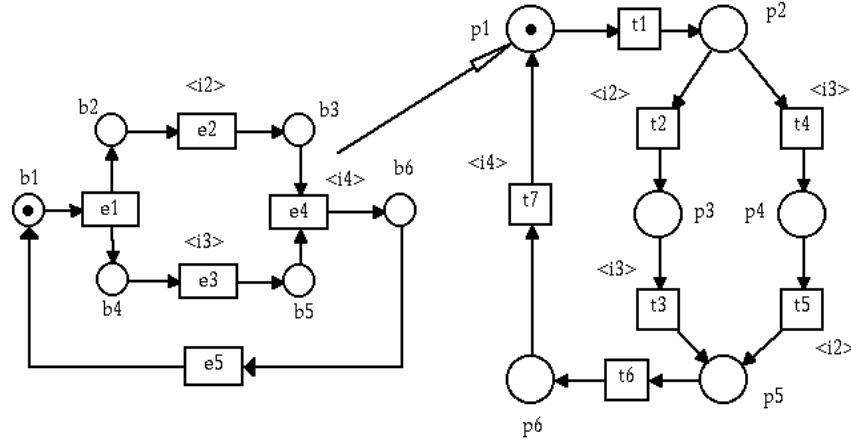 p1
t1
p2
<i2>
b2
e2
b3
<i2>
t2
<i3>
t4
b1
e1
<i4>
e4
b6
<i4>
t7
p3
p4
<i3>
b4
e3
b5
<i3>
t3
t5
<i2>
e5
t6
p5
p6